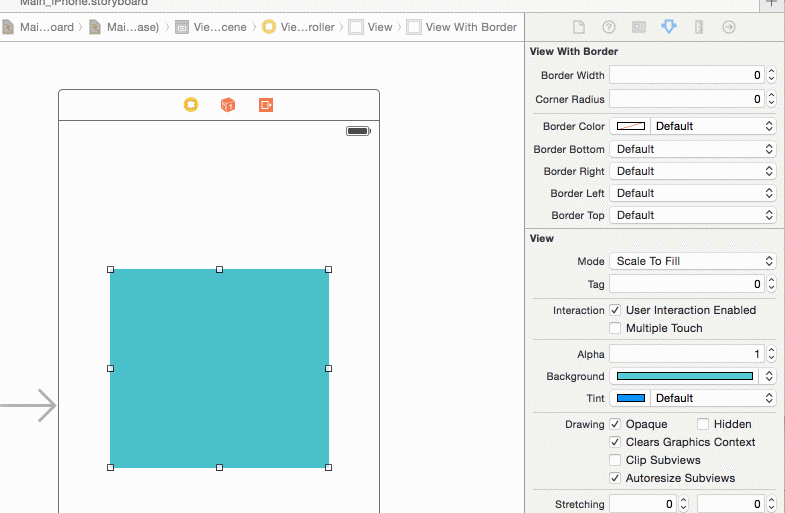 Main_iPhone.storyboard
Mai...oard Mai...ase) Vie...cene Vie...roller View View With Border
View With Border
Border Width 0
Corner Radius 0
Border Color Default
Border Bottom Default
Border Right Default
Border Left Default
Border Top Default
View
Mode Scale To Fill
Tag 0
Interaction User Interaction Enabled
Multiple Touch
Alpha 1
Background
Tint Default
Drawing Opaque Hidden
Clears Graphics Context
Clip Subviews
Autoresize Subviews
Stretching 0 0